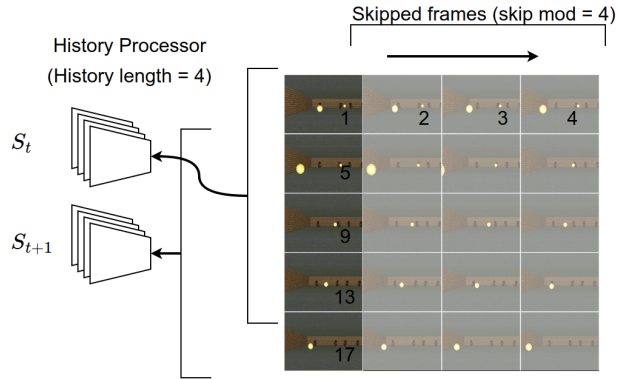 Skipped frames (skip mod = 4)
History Processor
(History length = 4)
S_t
S_{t+1}
1 2 3 4
5
9
13
17